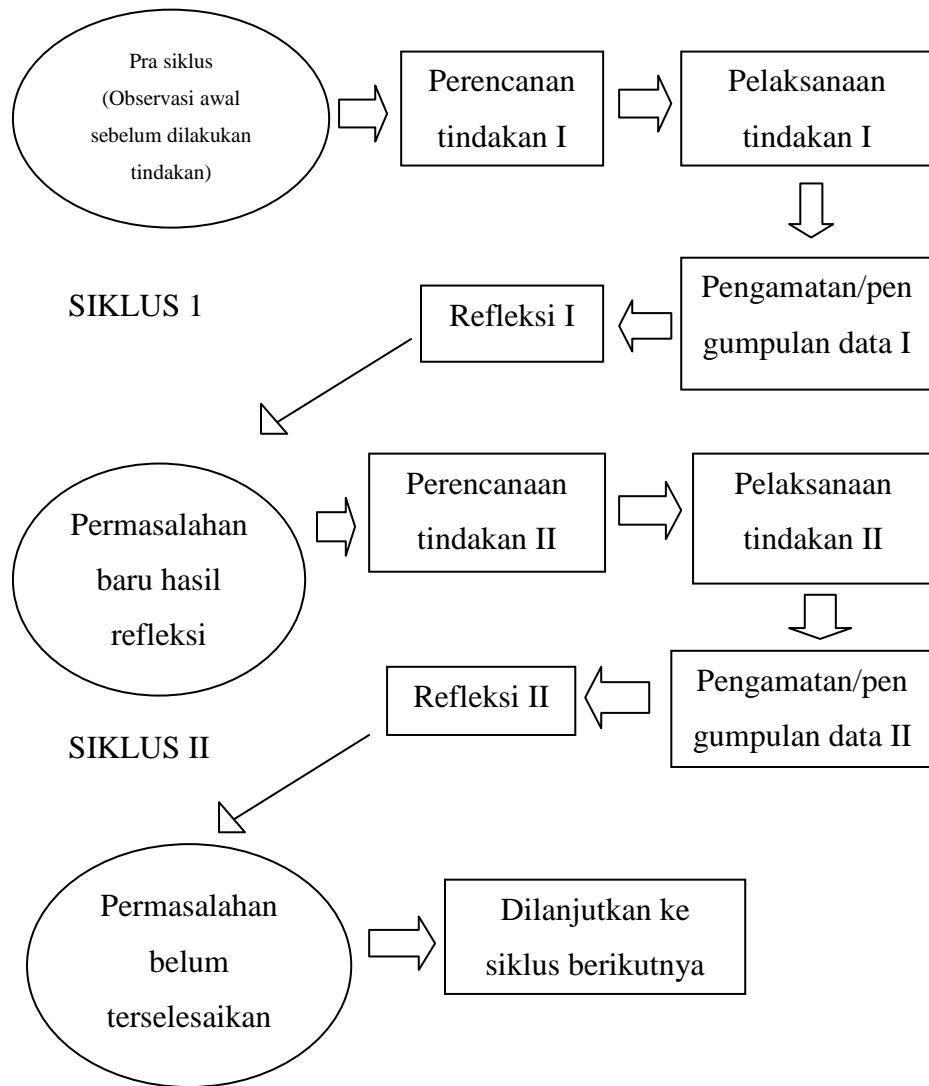 Pra siklus
(Observasi awal
sebelum dilakukan
tindakan)
Perencanan
tindakan I
Pelaksanaan
tindakan I
SIKLUS 1
Refleksi I
Pengamatan/pen
gumpulan data I
Permasalahan
baru hasil
refleksi
Perencanaan
tindakan II
Pelaksanaan
tindakan II
SIKLUS II
Refleksi II
Pengamatan/pen
gumpulan data II
Permasalahan
belum
terselesaikan
Dilanjutkan ke
siklus berikutnya